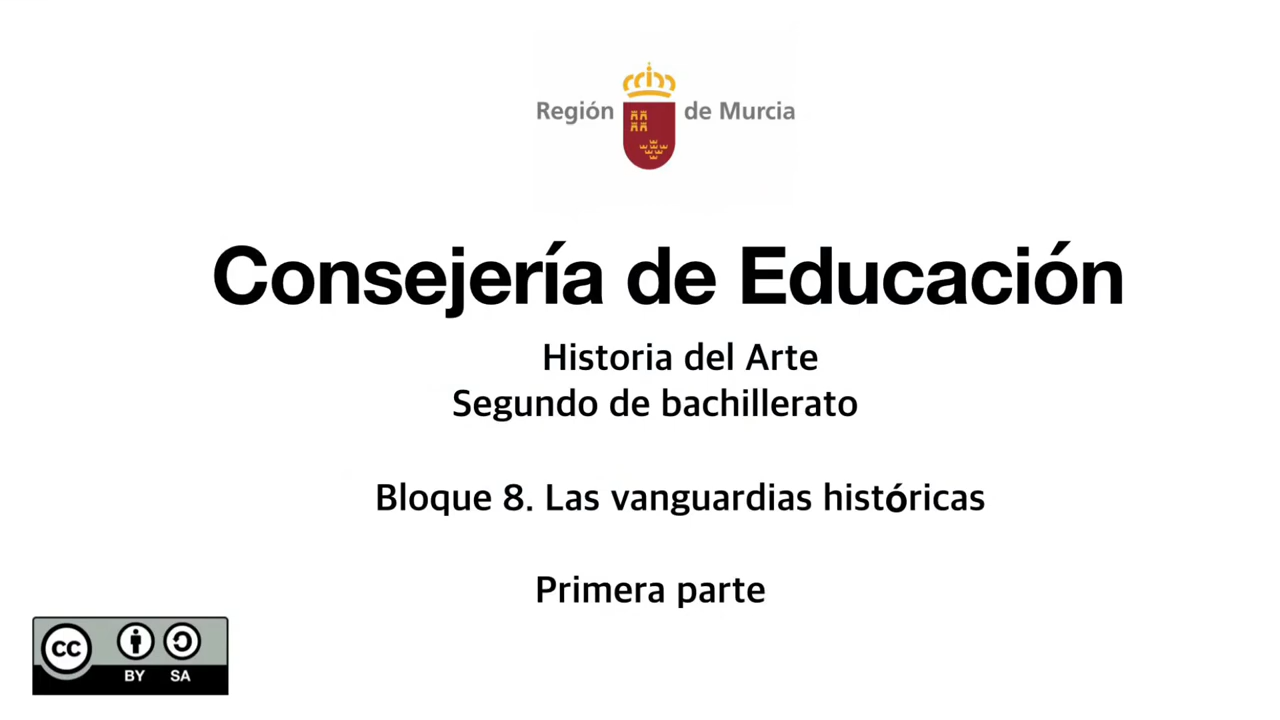 Región de Murcia
Consejería de Educación
Historia del Arte
Segundo de bachillerato
Bloque 8. Las vanguardias históricas
Primera parte
CC
BY SA